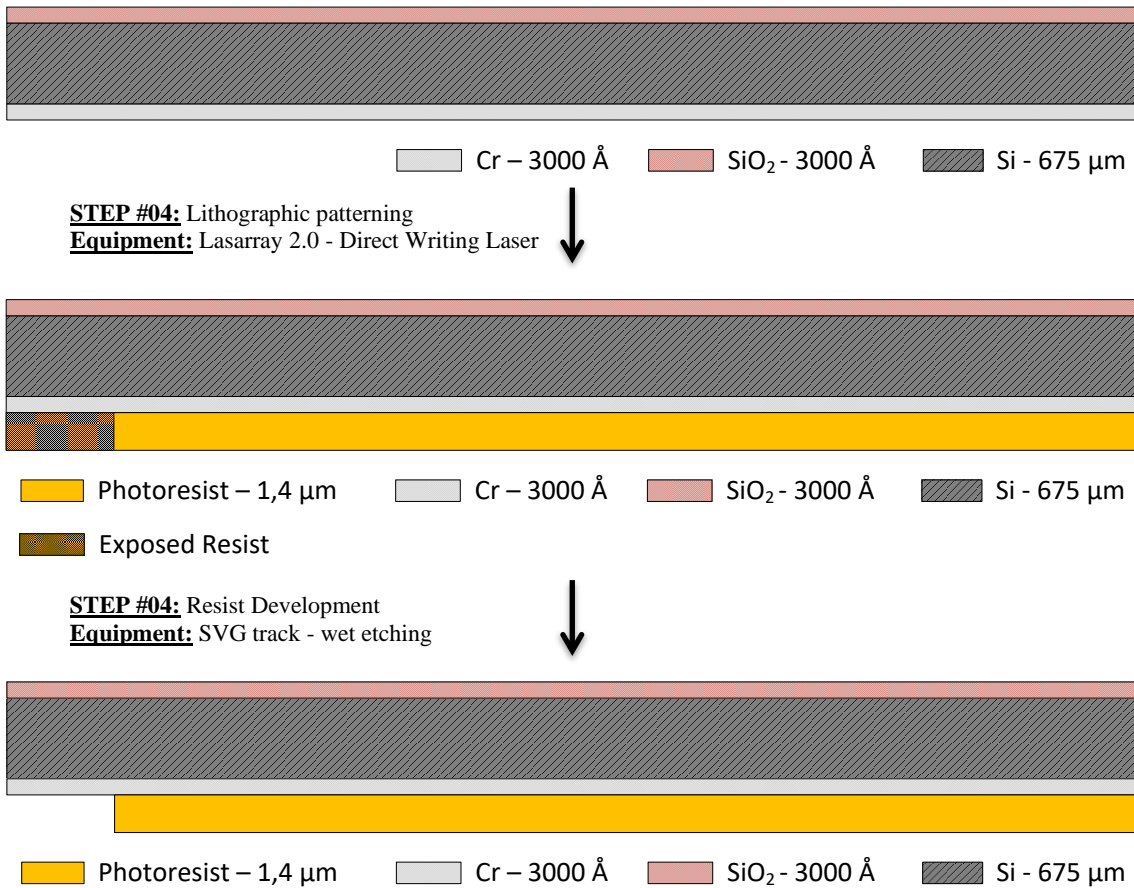 Cr – 3000 Å SiO₂ - 3000 Å Si - 675 µm
STEP #04: Lithographic patterning
Equipment: Lasarray 2.0 - Direct Writing Laser
Photoresist – 1,4 µm Cr – 3000 Å SiO₂ - 3000 Å Si - 675 µm
Exposed Resist
STEP #04: Resist Development
Equipment: SVG track - wet etching
Photoresist – 1,4 µm Cr – 3000 Å SiO₂ - 3000 Å Si - 675 µm